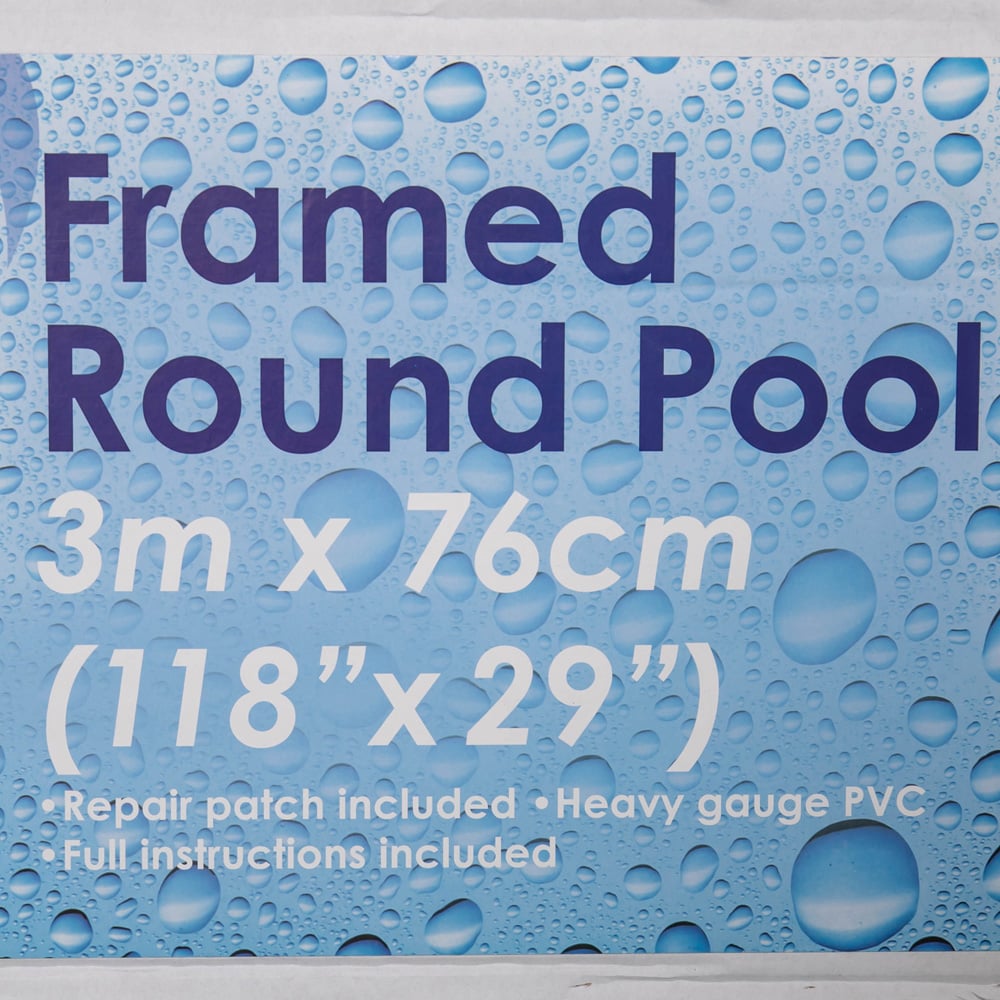 Framed
Round Pool
3m x 76cm
(118”x 29”)
•Repair patch included •Heavy gauge PVC
•Full instructions included